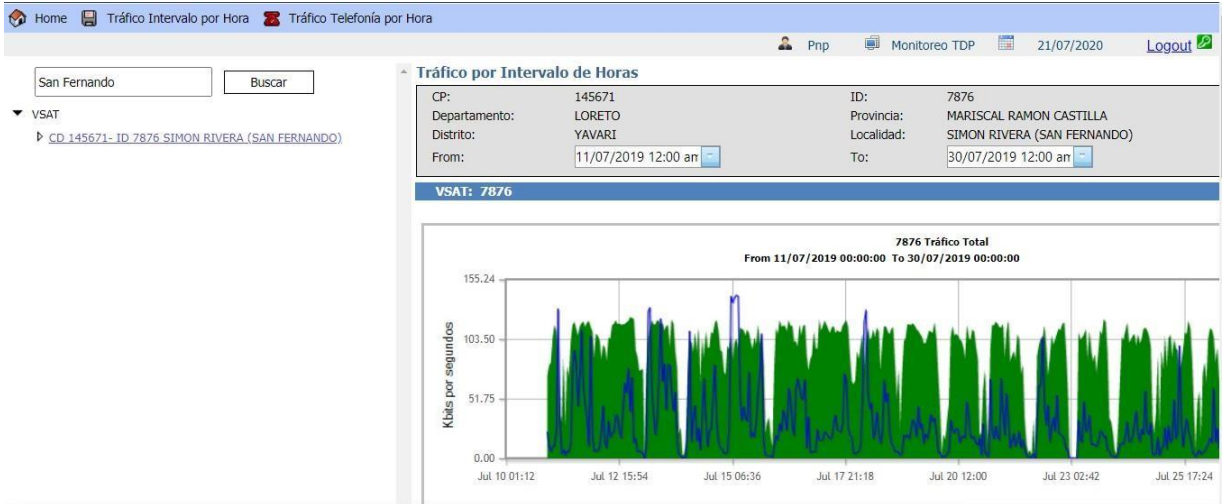 Home Tráfico Intervalo por Hora Tráfico Telefonía por Hora
Pnp Monitoreo TDP 21/07/2020 Logout
San Fernando Buscar
VSAT
CD 145671- ID 7876 SIMON RIVERA (SAN FERNANDO)
Tráfico por Intervalo de Horas
CP: 145671 ID: 7876
Departamento: LORETO Provincia: MARISCAL RAMON CASTILLA
Distrito: YAVARI Localidad: SIMON RIVERA (SAN FERNANDO)
From: 11/07/2019 12:00 am To: 30/07/2019 12:00 am
VSAT: 7876
7876 Tráfico Total
From 11/07/2019 00:00:00 To 30/07/2019 00:00:00
Kbits por segundos
155.24
103.50
51.75
0.00
Jul 10 01:12 Jul 12 15:54 Jul 15 06:36 Jul 17 21:18 Jul 20 12:00 Jul 23 02:42 Jul 25 17:24